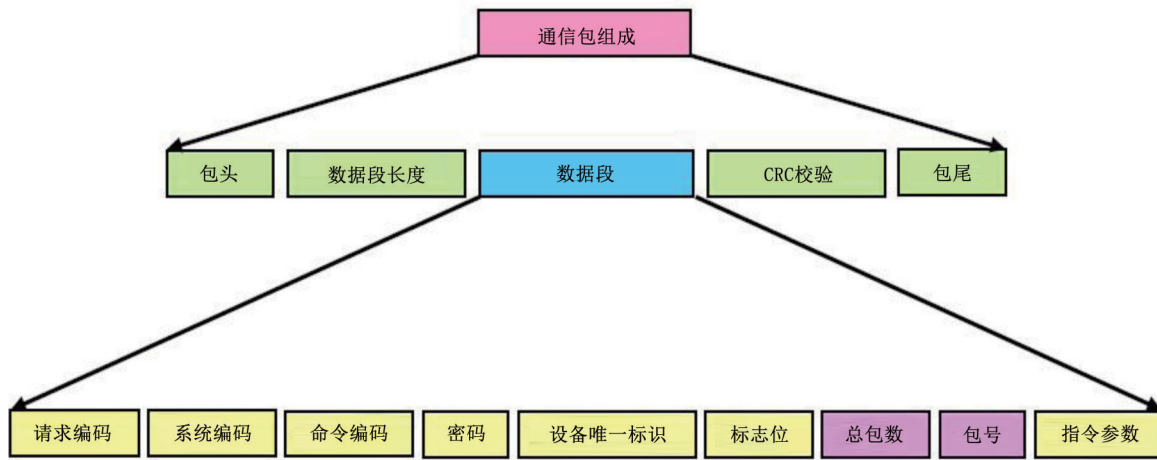 通信包组成
包头 数据段长度 数据段 CRC校验 包尾
请求编码 系统编码 命令编码 密码 设备唯一标识 标志位 总包数 包号 指令参数